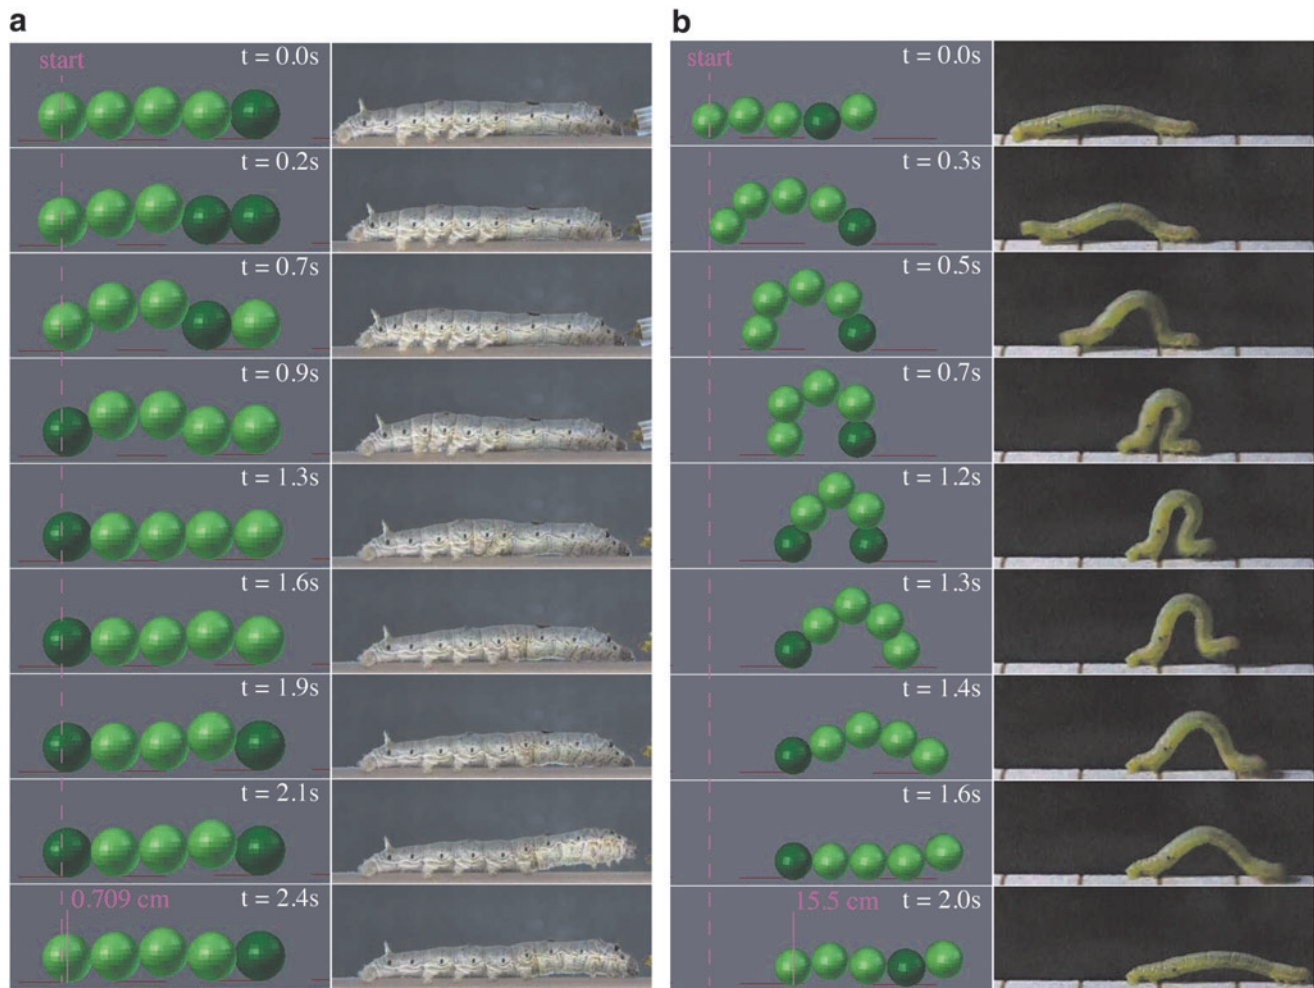 a
start
t = 0.0s
t = 0.2s
t = 0.7s
t = 0.9s
t = 1.3s
t = 1.6s
t = 1.9s
t = 2.1s
0.709 cm
t = 2.4s
b
start
t = 0.0s
t = 0.3s
t = 0.5s
t = 0.7s
t = 1.2s
t = 1.3s
t = 1.4s
t = 1.6s
15.5 cm
t = 2.0s